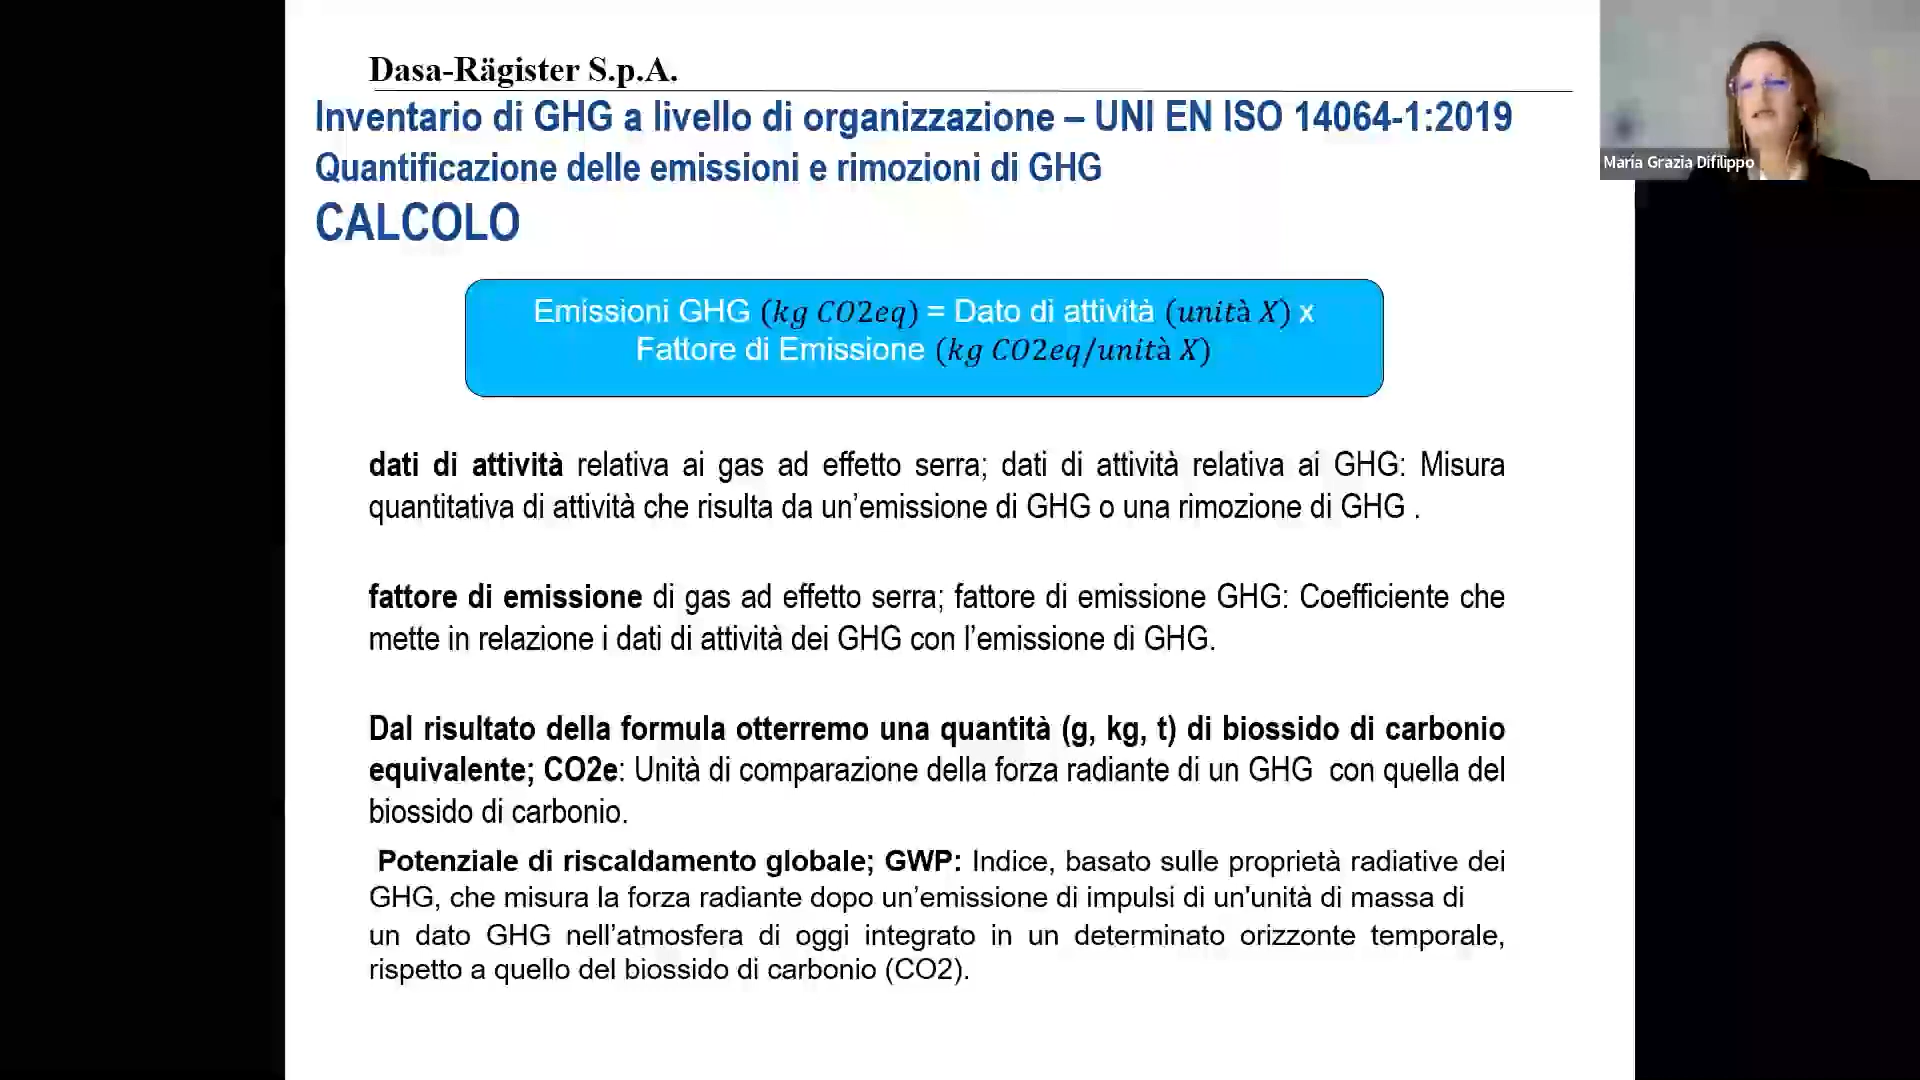 Dasa-Rägister S.p.A.
Inventario di GHG a livello di organizzazione – UNI EN ISO 14064-1:2019
Quantificazione delle emissioni e rimozioni di GHG
CALCOLO
Maria Grazia Difilippo
Emissioni GHG (kg CO2eq) = Dato di attività (unità X) x
Fattore di Emissione (kg CO2eq/unità X)
dati di attività relativa ai gas ad effetto serra; dati di attività relativa ai GHG: Misura
quantitativa di attività che risulta da un’emissione di GHG o una rimozione di GHG .
fattore di emissione di gas ad effetto serra; fattore di emissione GHG: Coefficiente che
mette in relazione i dati di attività dei GHG con l’emissione di GHG.
Dal risultato della formula otterremo una quantità (g, kg, t) di biossido di carbonio
equivalente; CO2e: Unità di comparazione della forza radiante di un GHG con quella del
biossido di carbonio.
Potenziale di riscaldamento globale; GWP: Indice, basato sulle proprietà radiative dei
GHG, che misura la forza radiante dopo un’emissione di impulsi di un'unità di massa di
un dato GHG nell’atmosfera di oggi integrato in un determinato orizzonte temporale,
rispetto a quello del biossido di carbonio (CO2).